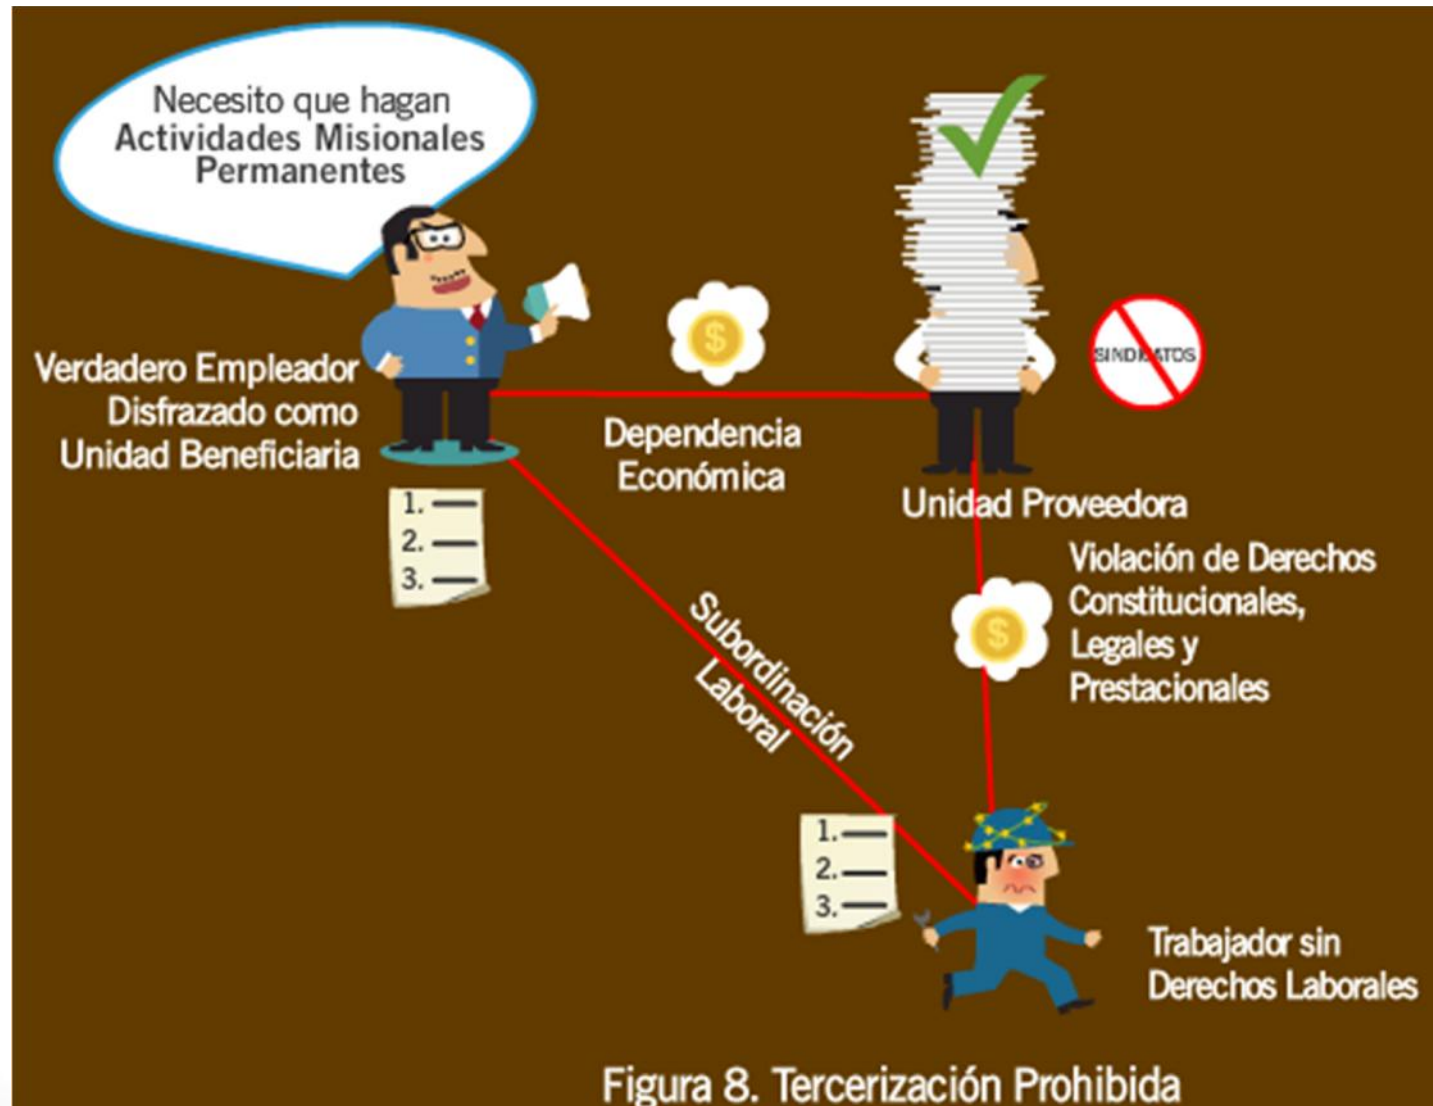 Necesito que hagan
Actividades Misionales
Permanentes
SINDICATOS
Verdadero Empleador
Disfrazado como
Unidad Beneficiaria
Dependencia
Económica
Unidad Proveedora
1.
2.
3.
Violación de Derechos
Constitucionales,
Legales y
Prestacionales
Subordinación
Laboral
1.
2.
3.
Trabajador sin
Derechos Laborales
Figura 8. Tercerización Prohibida